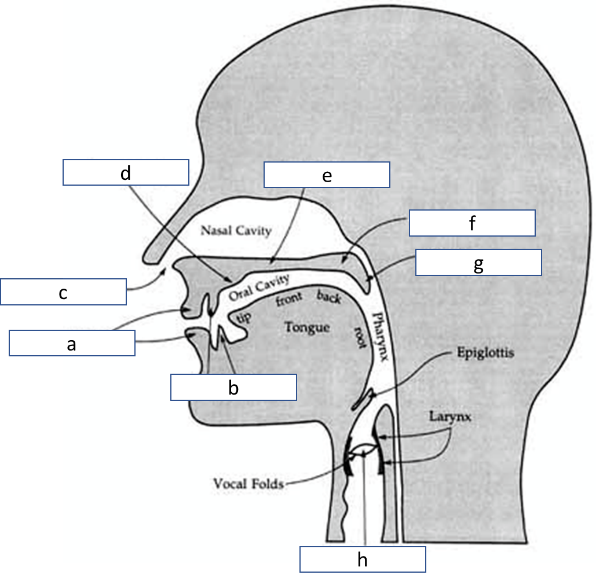 d
e
f
Nasal Cavity
g
c
Oral Cavity
tip
front
back
a
Tongue
root
Pharynx
Epiglottis
b
Larynx
Vocal Folds
h